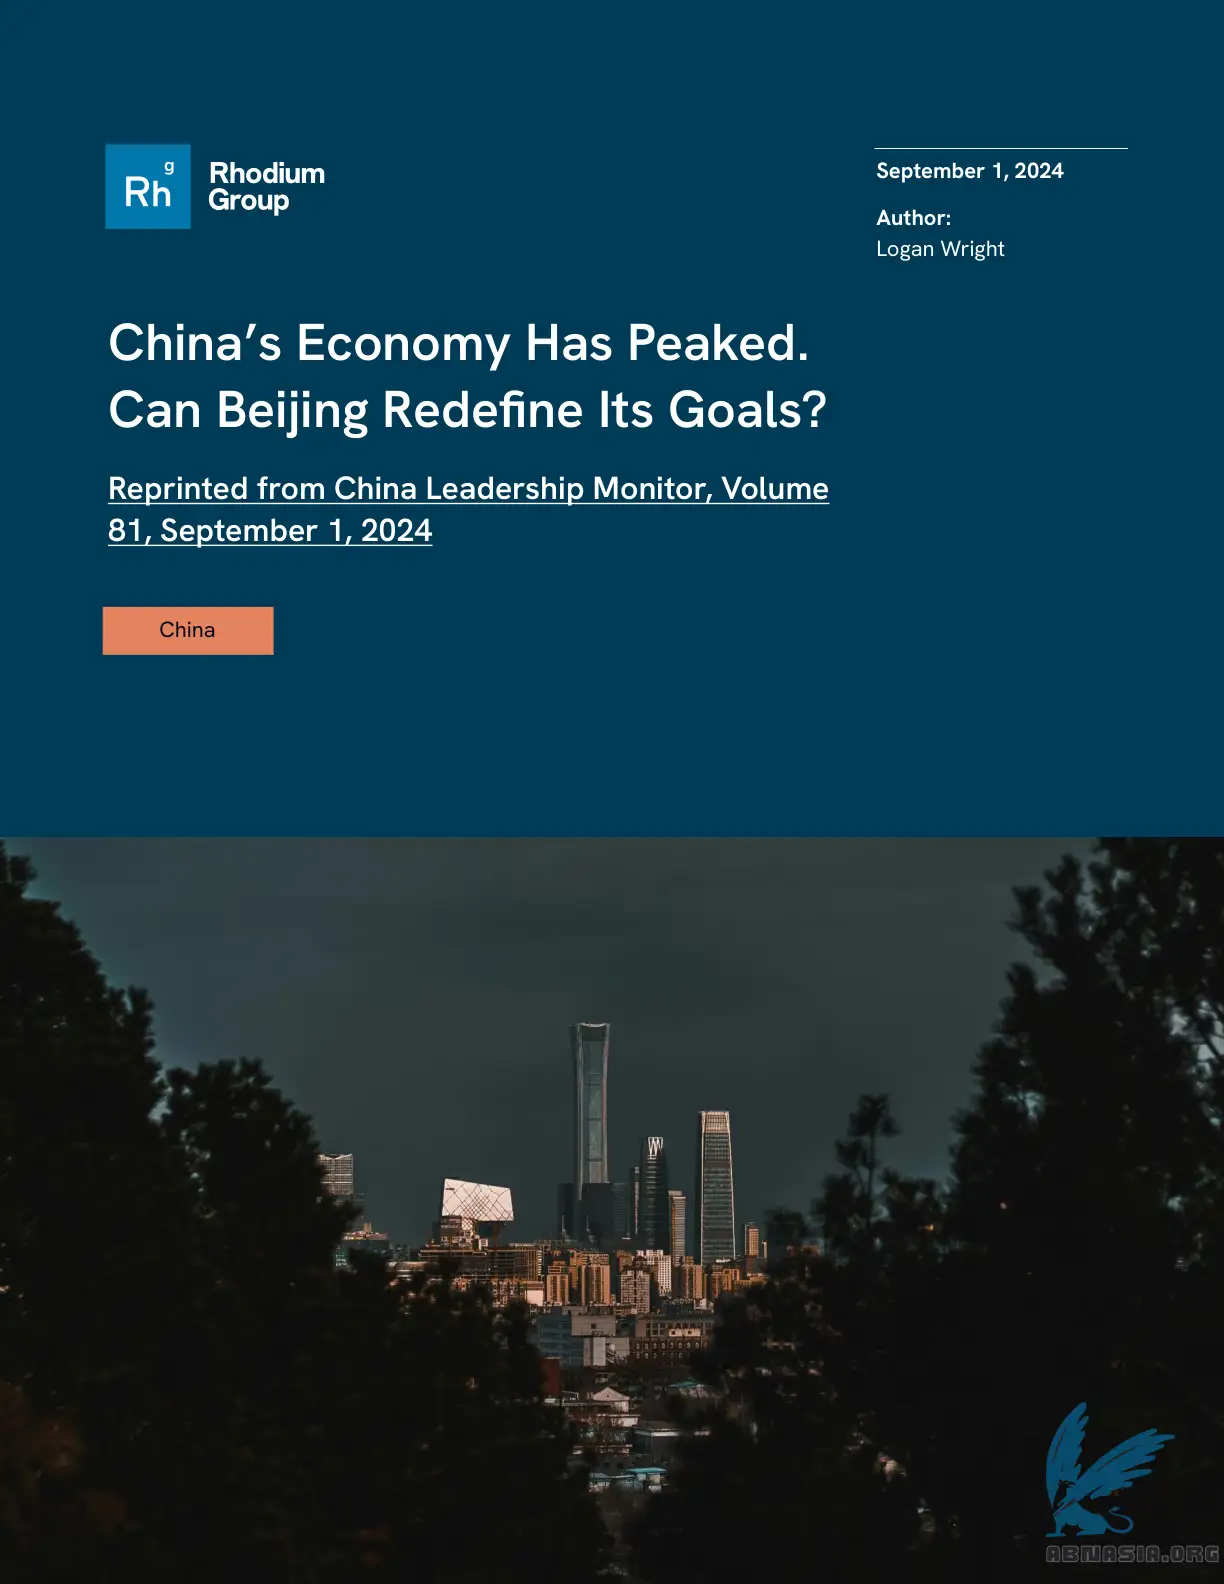 Rh
g
Rhodium
Group
September 1, 2024
Author:
Logan Wright
China’s Economy Has Peaked.
Can Beijing Redefine Its Goals?
Reprinted from China Leadership Monitor, Volume
81, September 1, 2024
China
ABNASIA.ORG